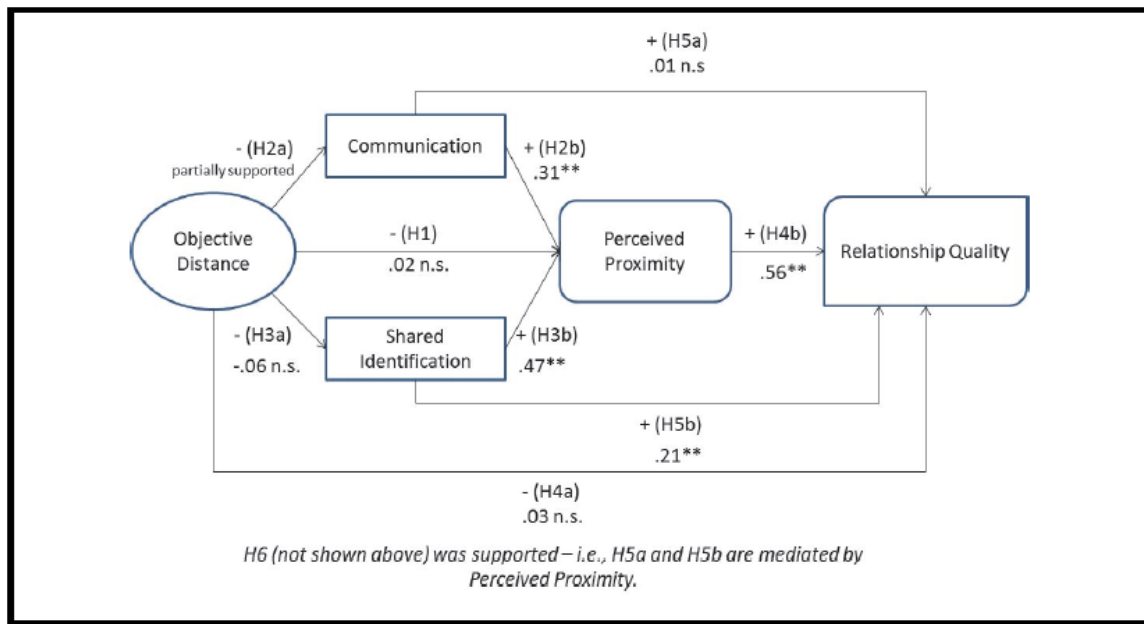 + (H5a)
.01 n.s
- (H2a)
partially supported
Communication
+ (H2b)
.31**
Objective
Distance
- (H1)
.02 n.s.
Perceived
Proximity
+ (H4b)
.56**
Relationship Quality
- (H3a)
-.06 n.s.
Shared
Identification
+ (H3b)
.47**
+ (H5b)
.21**
- (H4a)
.03 n.s.
H6 (not shown above) was supported – i.e., H5a and H5b are mediated by
Perceived Proximity.